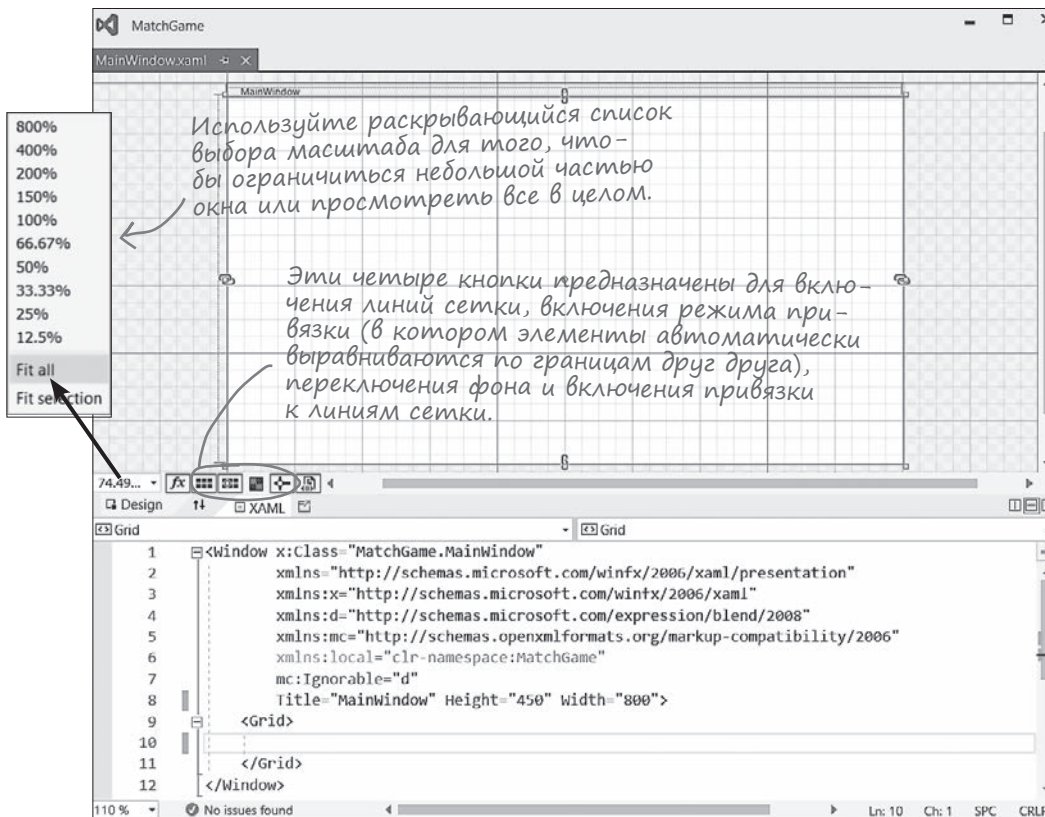 MatchGame
MainWindow.xaml
MainWindow
800%
400%
200%
150%
100%
66.67%
50%
33.33%
25%
12.5%
Fit all
Fit selection
Используйте раскрывающийся список
выбора масштаба для того, что-
бы ограничиться небольшой частью
окна или просмотреть все в целом.
Эти четыре кнопки предназначены для вклю-
чения линий сетки, включения режима при-
вязки (в котором элементы автоматически
выравниваются по границам друг друга),
переключения фона и включения привязки
к линиям сетки.
74.49... fx
Design XAML
Grid Grid
1 <Window x:Class="MatchGame.MainWindow"
2 xmlns="http://schemas.microsoft.com/winfx/2006/xaml/presentation"
3 xmlns:x="http://schemas.microsoft.com/winfx/2006/xaml"
4 xmlns:d="http://schemas.microsoft.com/expression/blend/2008"
5 xmlns:mc="http://schemas.openxmlformats.org/markup-compatibility/2006"
6 xmlns:local="clr-namespace:MatchGame"
7 mc:Ignorable="d"
8 Title="MainWindow" Height="450" Width="800">
9 <Grid>
10
11 </Grid>
12 </Window>
110 % No issues found Ln: 10 Ch: 1 SPC CRLF